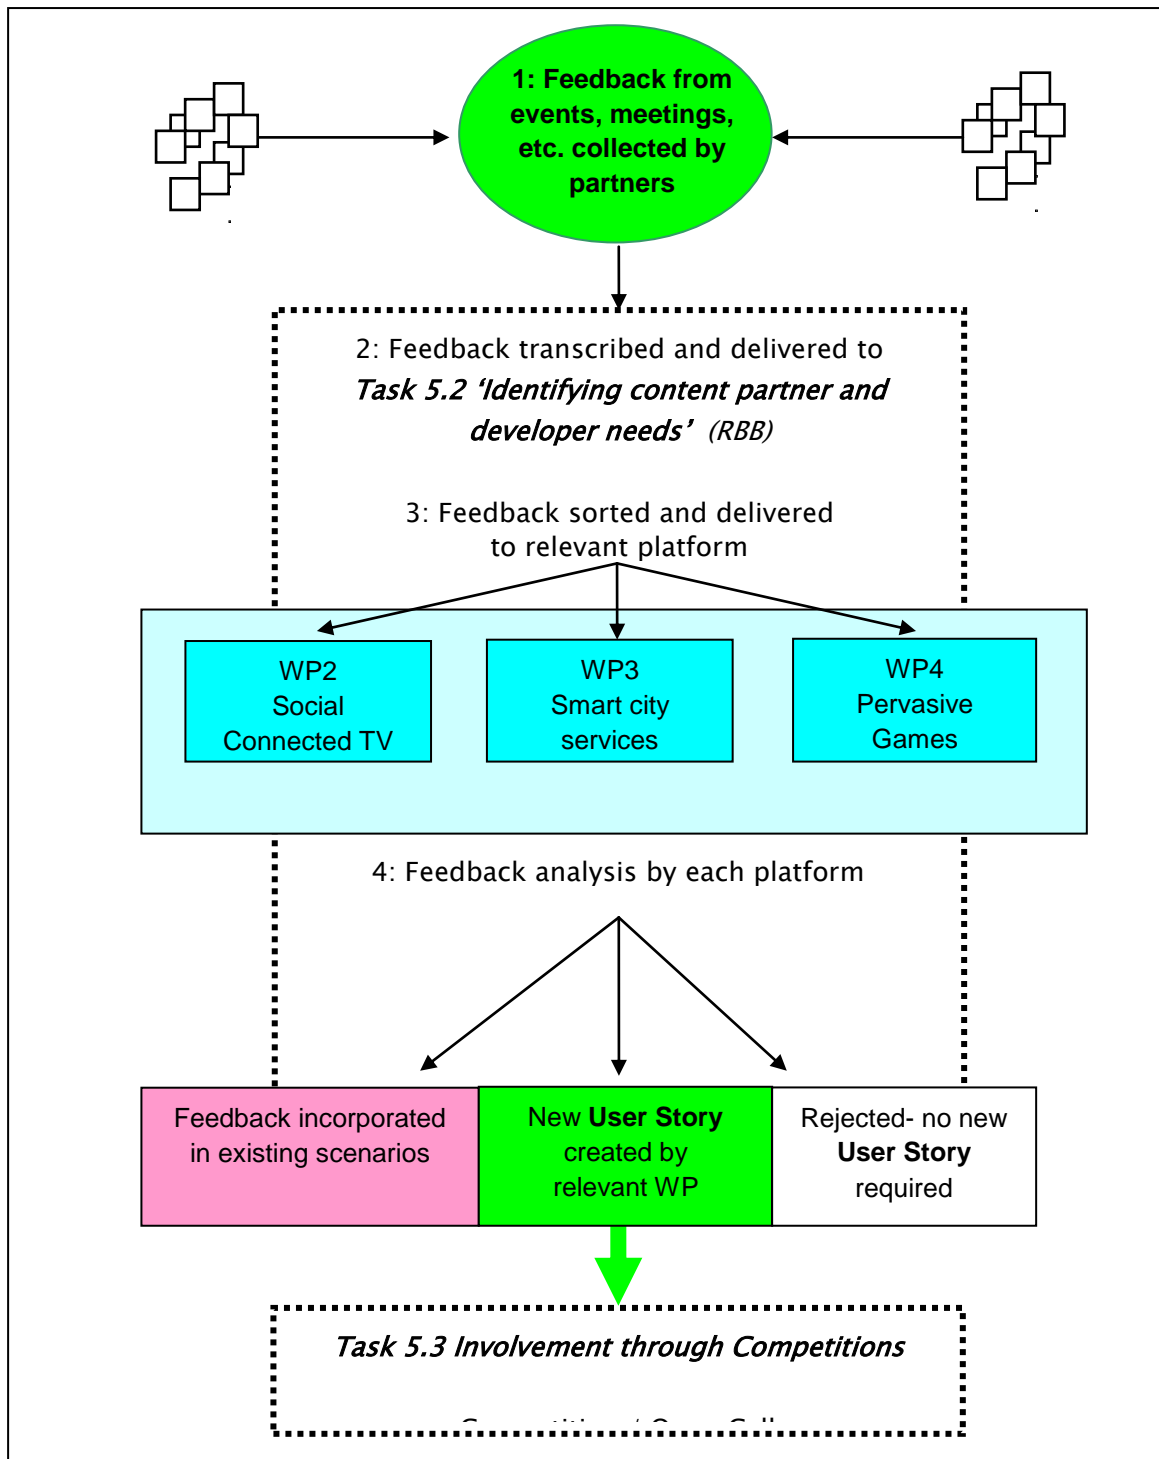 1: Feedback from
events, meetings,
etc. collected by
partners
2: Feedback transcribed and delivered to
Task 5.2 ‘Identifying content partner and
developer needs’ (RBB)
3: Feedback sorted and delivered
to relevant platform
WP2
Social
Connected TV
WP3
Smart city
services
WP4
Pervasive
Games
4: Feedback analysis by each platform
Feedback incorporated
in existing scenarios
New User Story
created by
relevant WP
Rejected- no new
User Story
required
Task 5.3 Involvement through Competitions